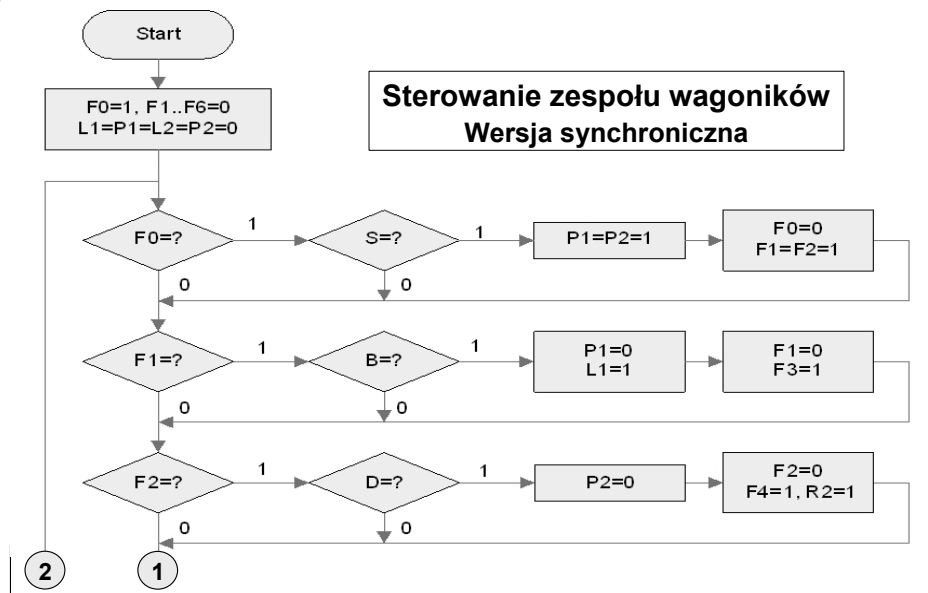 Start
F0=1, F1..F6=0
L1=P1=L2=P2=0
Sterowanie zespołu wagoników
Wersja synchroniczna
F0=?
1
S=?
1
P1=P2=1
F0=0
F1=F2=1
0
0
F1=?
1
B=?
1
P1=0
L1=1
F1=0
F3=1
0
0
F2=?
1
D=?
1
P2=0
F2=0
F4=1, R2=1
0
0
2
1